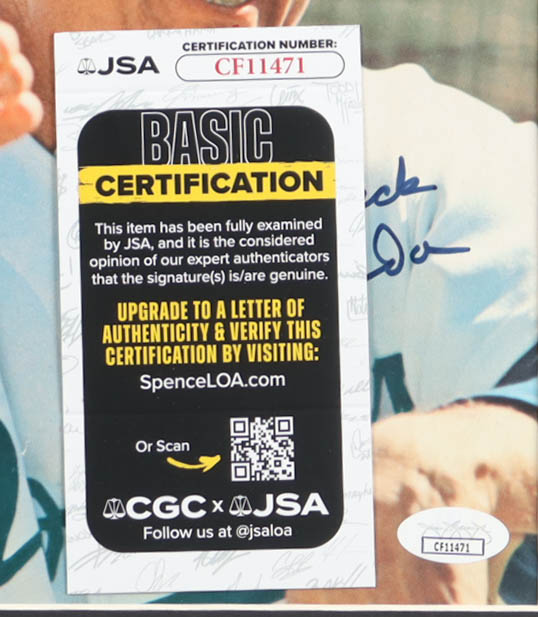 JSA
CERTIFICATION NUMBER:
CF11471
BASIC
CERTIFICATION
This item has been fully examined
by JSA, and it is the considered
opinion of our expert authenticators
that the signature(s) is/are genuine.
UPGRADE TO A LETTER OF
AUTHENTICITY & VERIFY THIS
CERTIFICATION BY VISITING:
SpenceLOA.com
Or Scan
CGC x JSA
Follow us at @jsaloa
CF11471